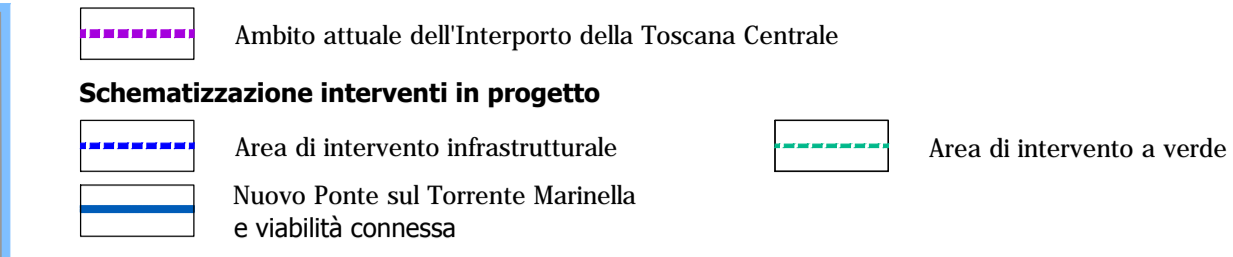 Ambito attuale dell'Interporto della Toscana Centrale
Schematizzazione interventi in progetto
Area di intervento infrastrutturale
Area di intervento a verde
Nuovo Ponte sul Torrente Marinella
e viabilità connessa